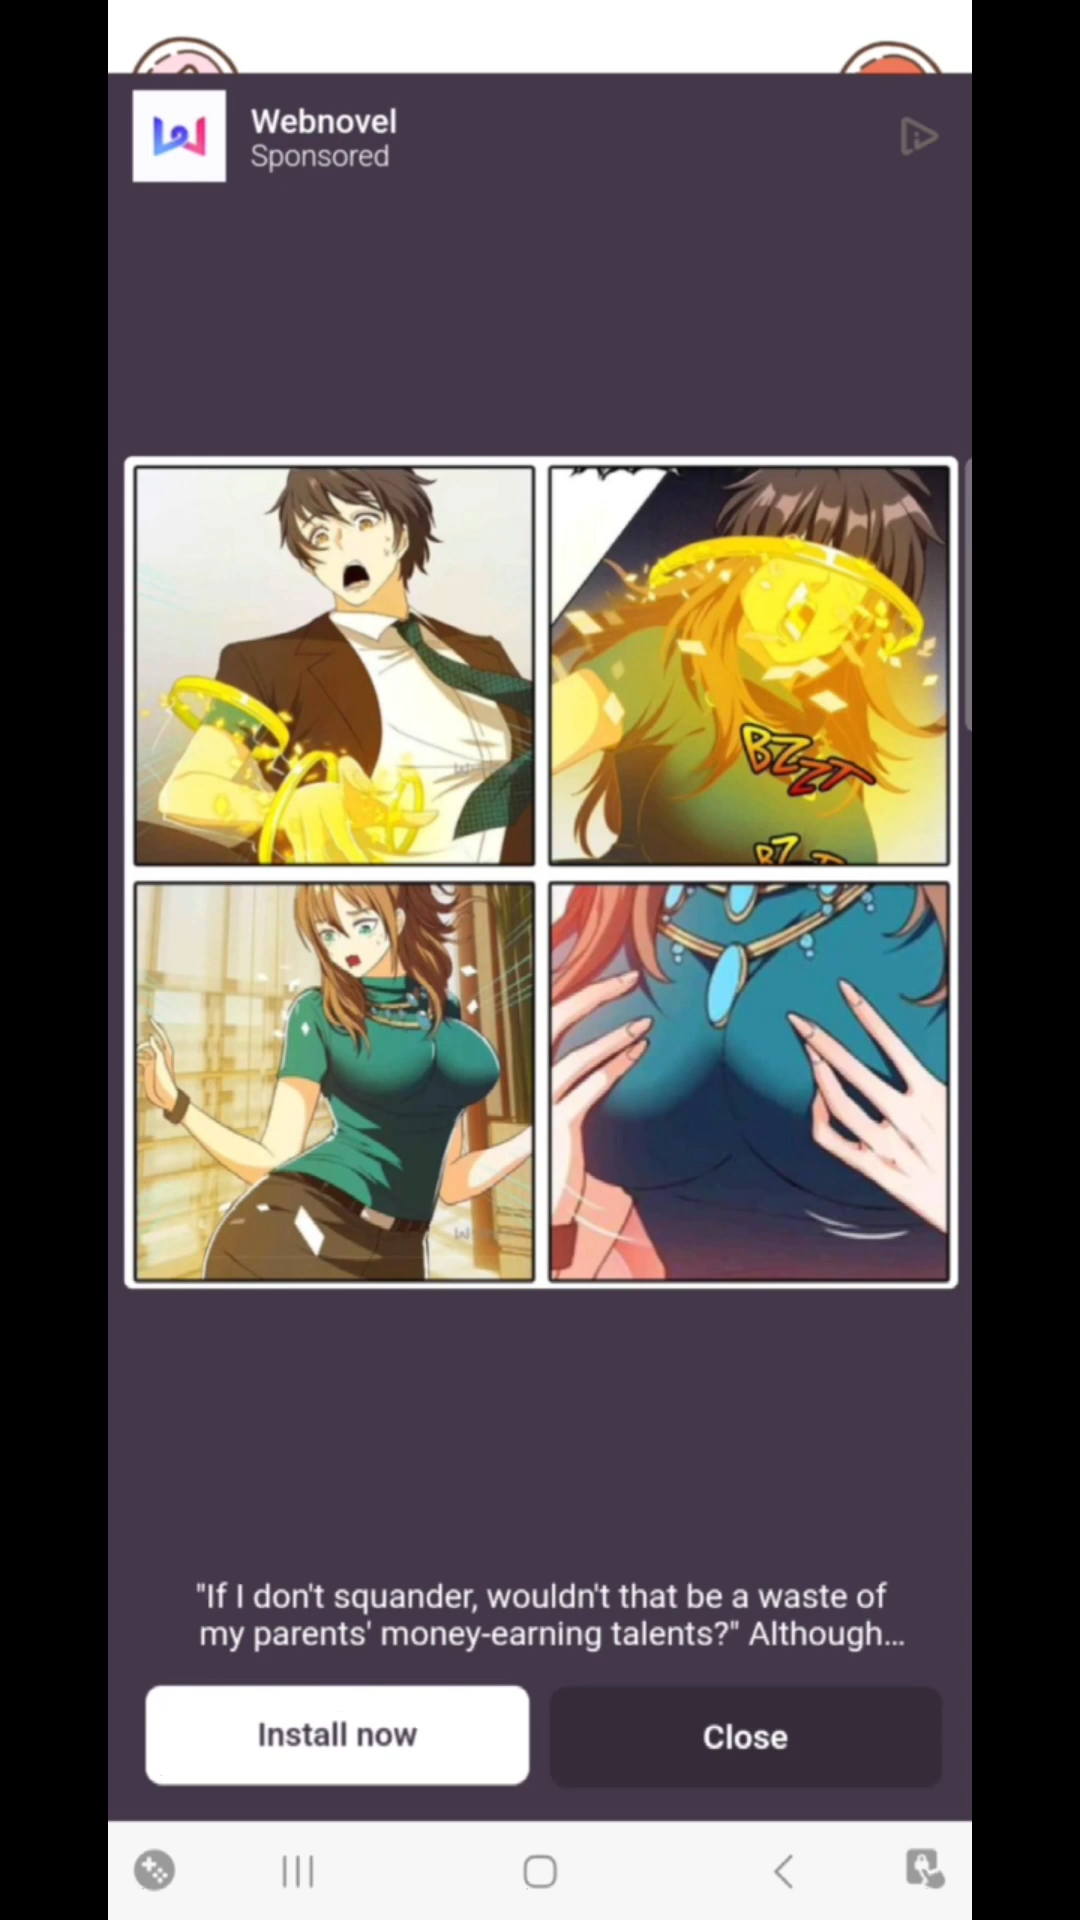 Webnovel
Sponsored
BZZZT
"If I don't squander, wouldn't that be a waste of
my parents' money-earning talents?" Although...
Install now
Close